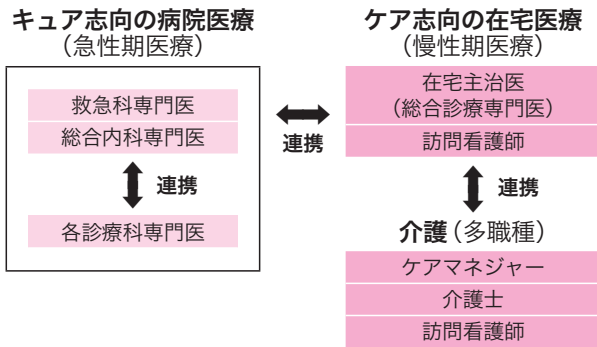 キュア志向の病院医療
（急性期医療）
救急科専門医
総合内科専門医
連携
各診療科専門医
連携
ケア志向の在宅医療
（慢性期医療）
在宅主治医
（総合診療専門医）
訪問看護師
連携
介護（多職種）
ケアマネジャー
介護士
訪問看護師